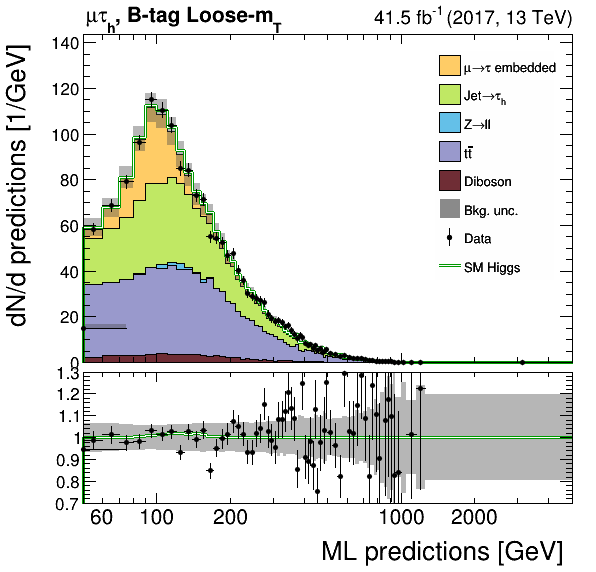 μτh, B-tag Loose-mT 41.5 fb⁻¹ (2017, 13 TeV)
dN/d predictions [1/GeV]
140
120
100
80
60
40
20
0
μ→τ embedded
Jet→τh
Z→ll
tt̄
Diboson
Bkg. unc.
Data
SM Higgs
1.3
1.2
1.1
1
0.9
0.8
0.7
60 100 200 1000 2000
ML predictions [GeV]